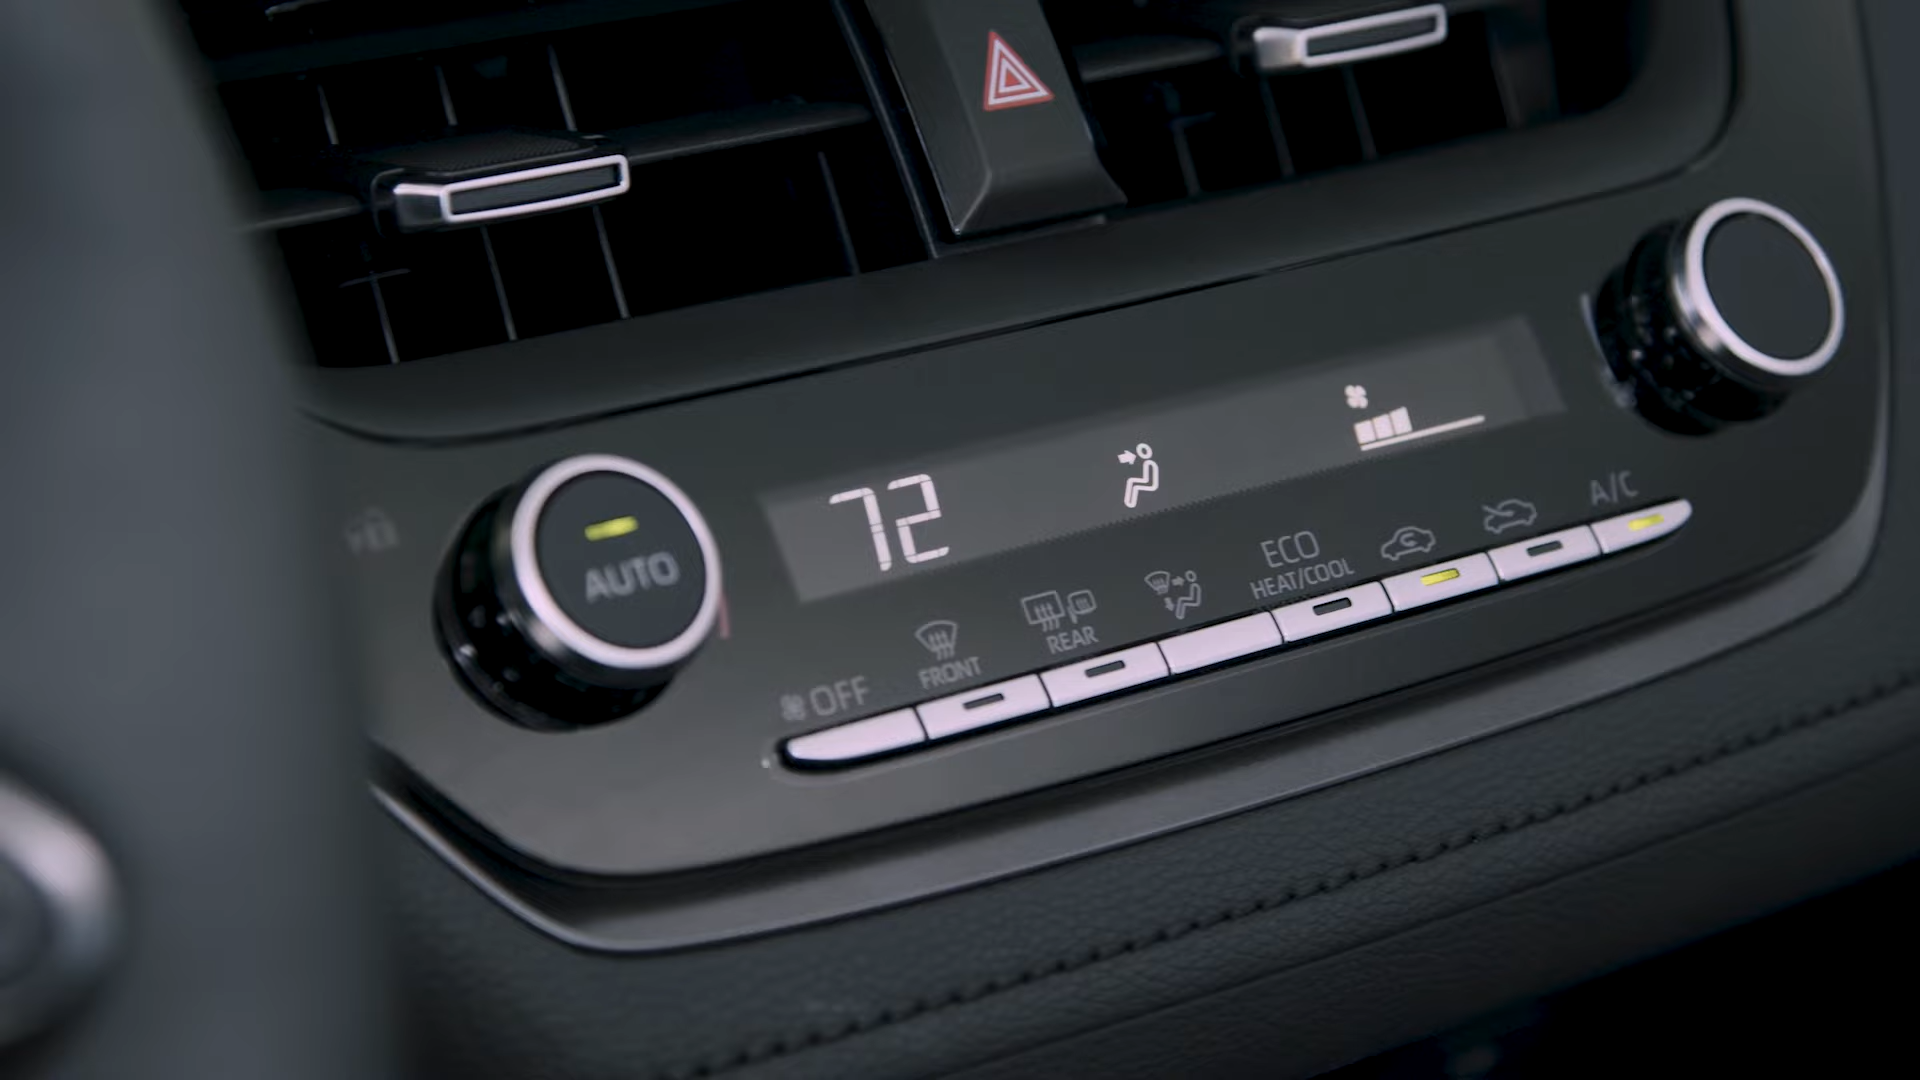 72
AUTO
A/C
ECO
HEAT/COOL
REAR
FRONT
OFF